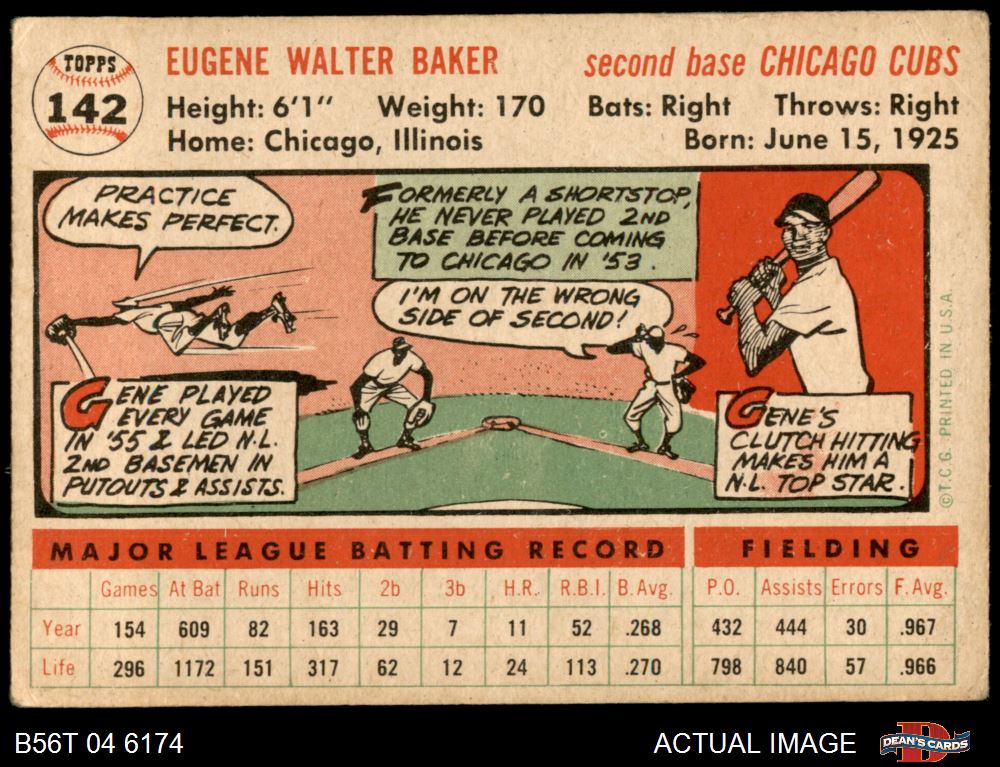 TOPPS
142
EUGENE WALTER BAKER
second base CHICAGO CUBS
Height: 6'1" Weight: 170 Bats: Right Throws: Right
Home: Chicago, Illinois Born: June 15, 1925
PRACTICE
MAKES PERFECT.
FORMERLY A SHORTSTOP,
HE NEVER PLAYED 2ND
BASE BEFORE COMING
TO CHICAGO IN '53.
I'M ON THE WRONG
SIDE OF SECOND!
GENE PLAYED
EVERY GAME
IN '55 & LED N.L.
2ND BASEMEN IN
PUTOUTS & ASSISTS.
GENE'S
CLUTCH HITTING
MAKES HIM A
N.L. TOP STAR.
©T.C.G. PRINTED IN U.S.A.
MAJOR LEAGUE BATTING RECORD FIELDING
Games At Bat Runs Hits 2b 3b H.R. R.B.I. B. Avg. P.O. Assists Errors F. Avg.
Year 154 609 82 163 29 7 11 52 .268 432 444 30 .967
Life 296 1172 151 317 62 12 24 113 .270 798 840 57 .966
B56T 04 6174
ACTUAL IMAGE
D
DEAN'S CARDS